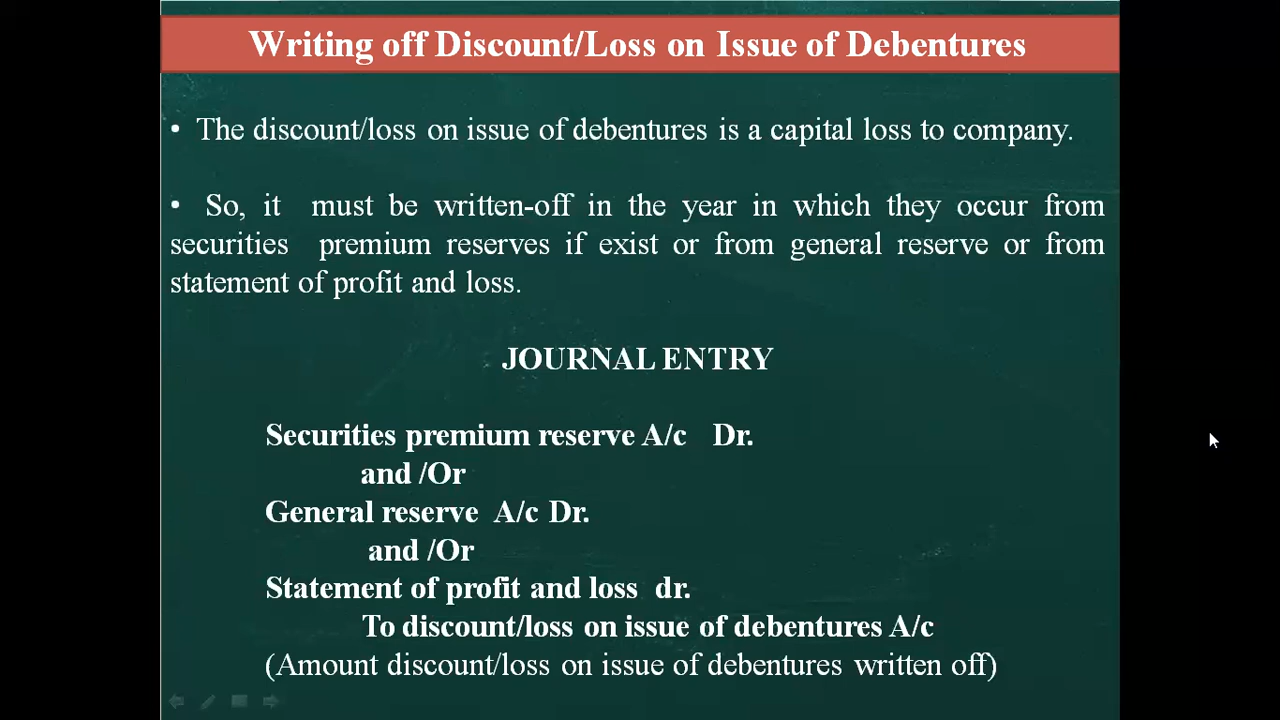 Writing off Discount/Loss on Issue of Debentures
• The discount/loss on issue of debentures is a capital loss to company.
• So, it must be written-off in the year in which they occur from
securities premium reserves if exist or from general reserve or from
statement of profit and loss.
JOURNAL ENTRY
Securities premium reserve A/c Dr.
and /Or
General reserve A/c Dr.
and /Or
Statement of profit and loss dr.
To discount/loss on issue of debentures A/c
(Amount discount/loss on issue of debentures written off)